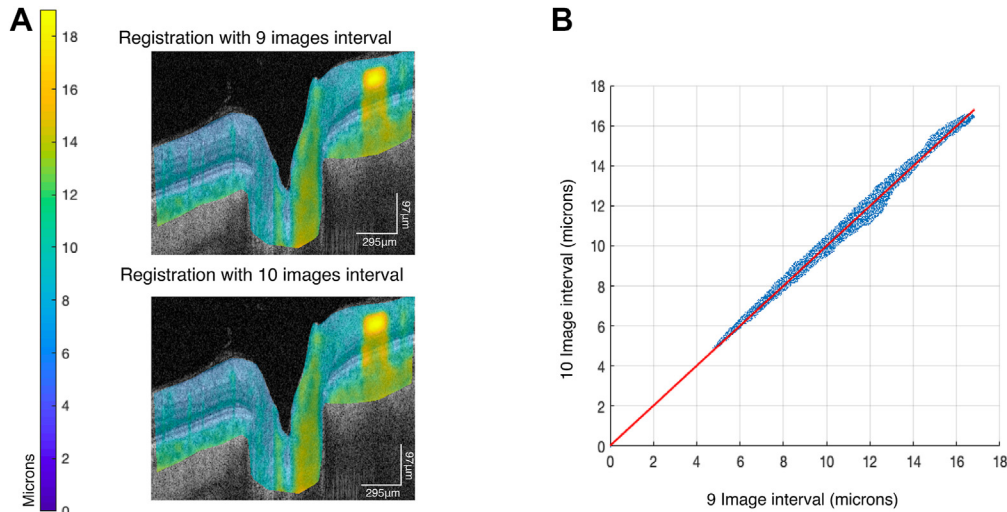 A
B
Registration with 9 images interval
18
16
14
12
10
8
6
4
2
0
Microns
97µm
295µm
Registration with 10 images interval
97µm
295µm
10 Image interval (microns)
18
16
14
12
10
8
6
4
2
0
0 2 4 6 8 10 12 14 16 18
9 Image interval (microns)